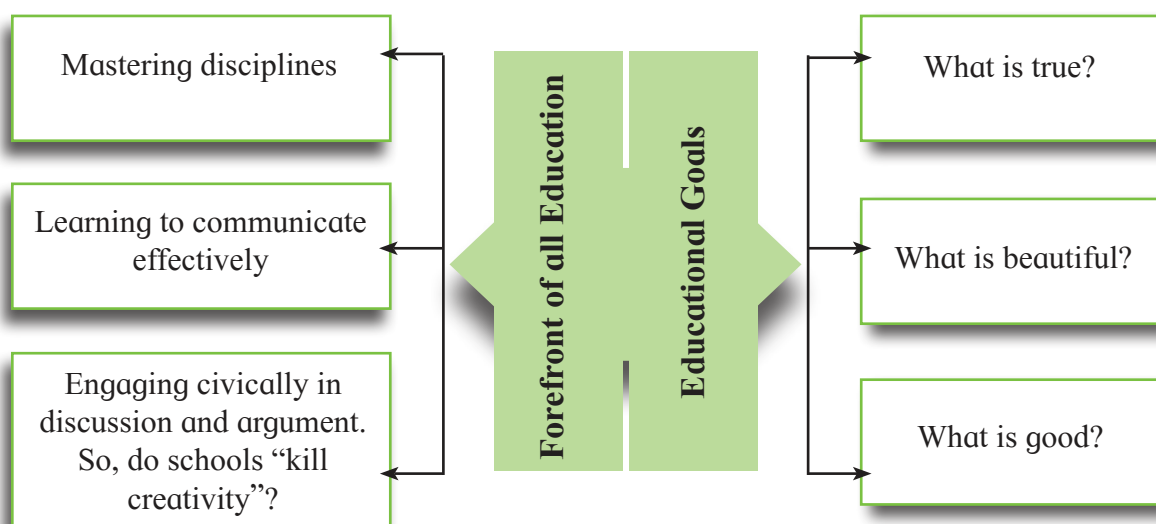 Mastering disciplines
Learning to communicate
effectively
Engaging civically in
discussion and argument.
So, do schools “kill
creativity”?
Forefront of all Education
Educational Goals
What is true?
What is beautiful?
What is good?